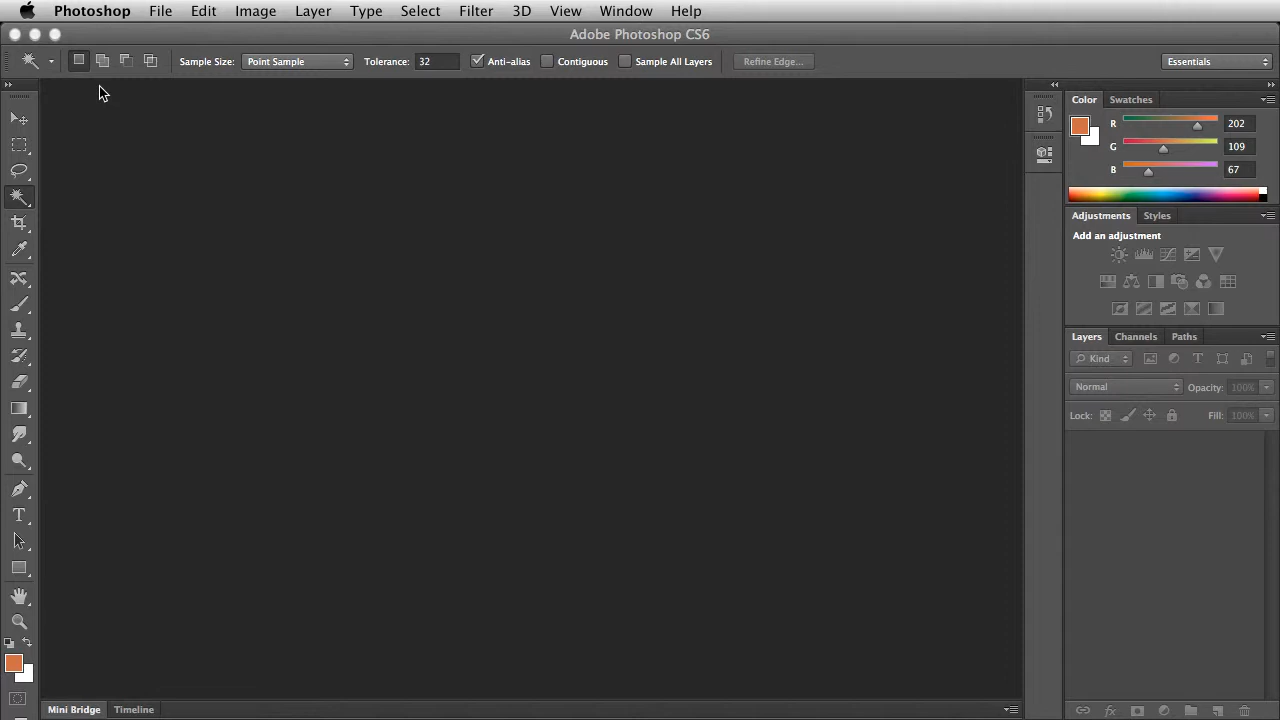 Photoshop File Edit Image Layer Type Select Filter 3D View Window Help
Adobe Photoshop CS6
Sample Size: Point Sample Tolerance: 32 Anti-alias Contiguous Sample All Layers Refine Edge... Essentials
Color Swatches
R 202
G 109
B 67
Adjustments Styles
Add an adjustment
Layers Channels Paths
Kind T
Normal Opacity: 100%
Lock: Fill: 100%
T
fx
Mini Bridge Timeline